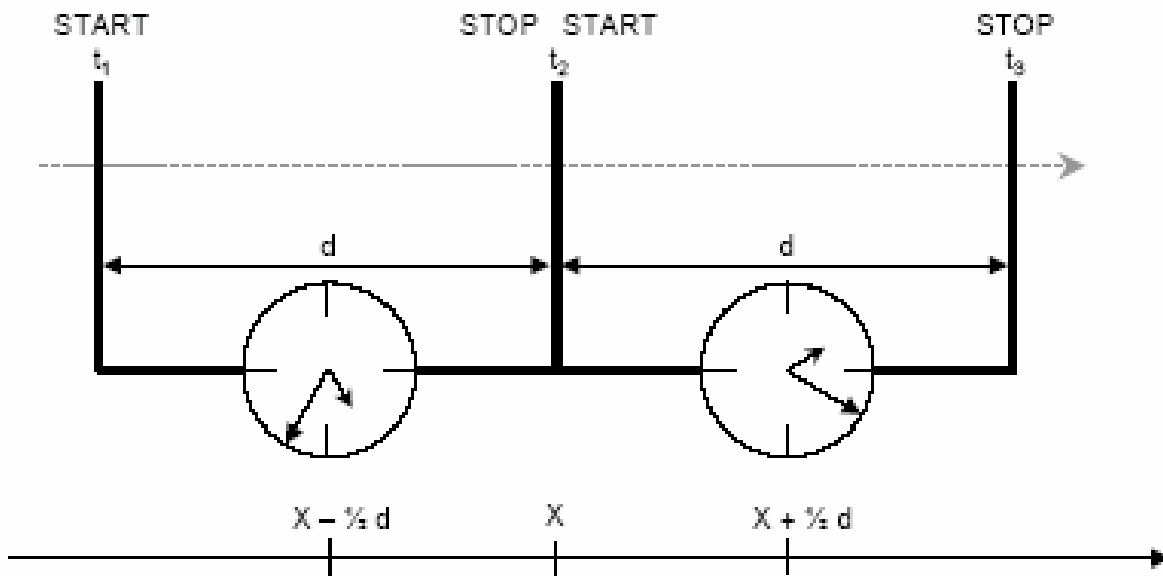 START STOP START STOP
t₁ t₂ t₃
d d
X – ½ d X X + ½ d